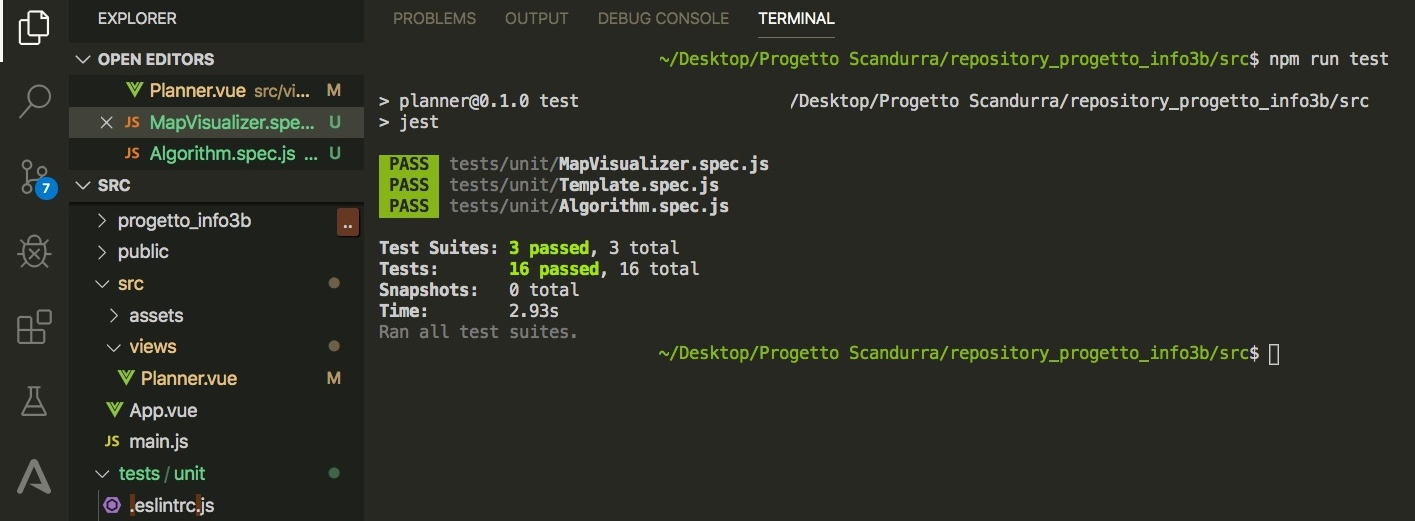 EXPLORER
OPEN EDITORS
Planner.vue src/vi... M
JS MapVisualizer.spe... U
JS Algorithm.spec.js ... U
7
SRC
progetto_info3b ..
public
src
assets
views
Planner.vue M
App.vue
JS main.js
tests / unit
.eslintrc.js
PROBLEMS OUTPUT DEBUG CONSOLE TERMINAL
~/Desktop/Progetto Scandurra/repository_progetto_info3b/src$ npm run test
> planner@0.1.0 test /Desktop/Progetto Scandurra/repository_progetto_info3b/src
> jest
PASS tests/unit/MapVisualizer.spec.js
PASS tests/unit/Template.spec.js
PASS tests/unit/Algorithm.spec.js
Test Suites: 3 passed, 3 total
Tests: 16 passed, 16 total
Snapshots: 0 total
Time: 2.93s
Ran all test suites.
~/Desktop/Progetto Scandurra/repository_progetto_info3b/src$